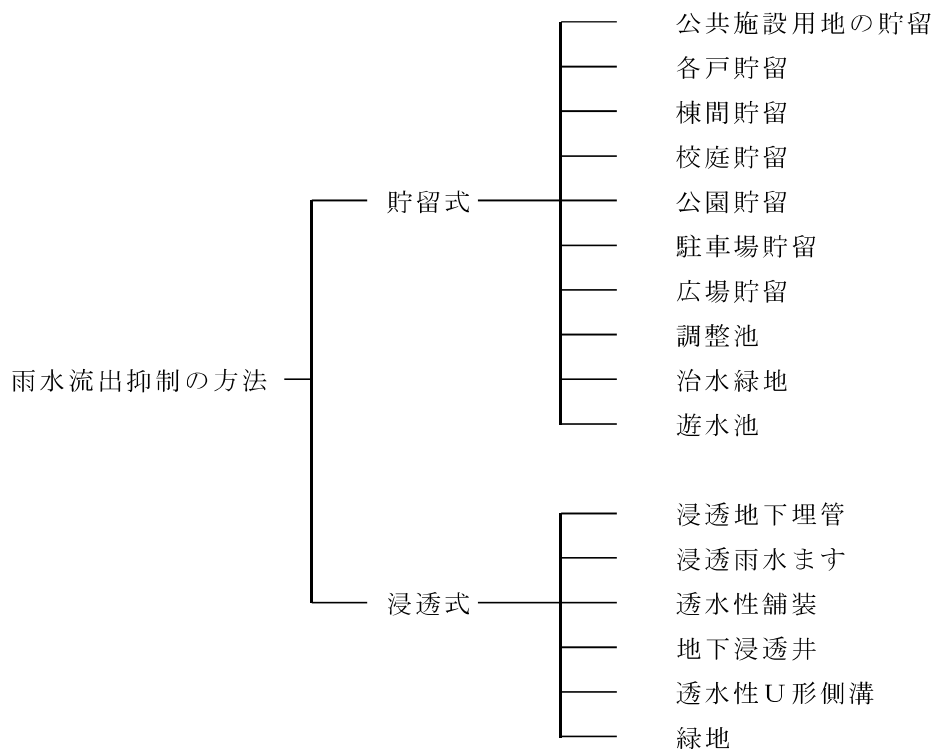 雨水流出抑制の方法
貯留式
公共施設用地の貯留
各戸貯留
棟間貯留
校庭貯留
公園貯留
駐車場貯留
広場貯留
調整池
治水緑地
遊水池
浸透式
浸透地下埋管
浸透雨水ます
透水性舗装
地下浸透井
透水性U形側溝
緑地